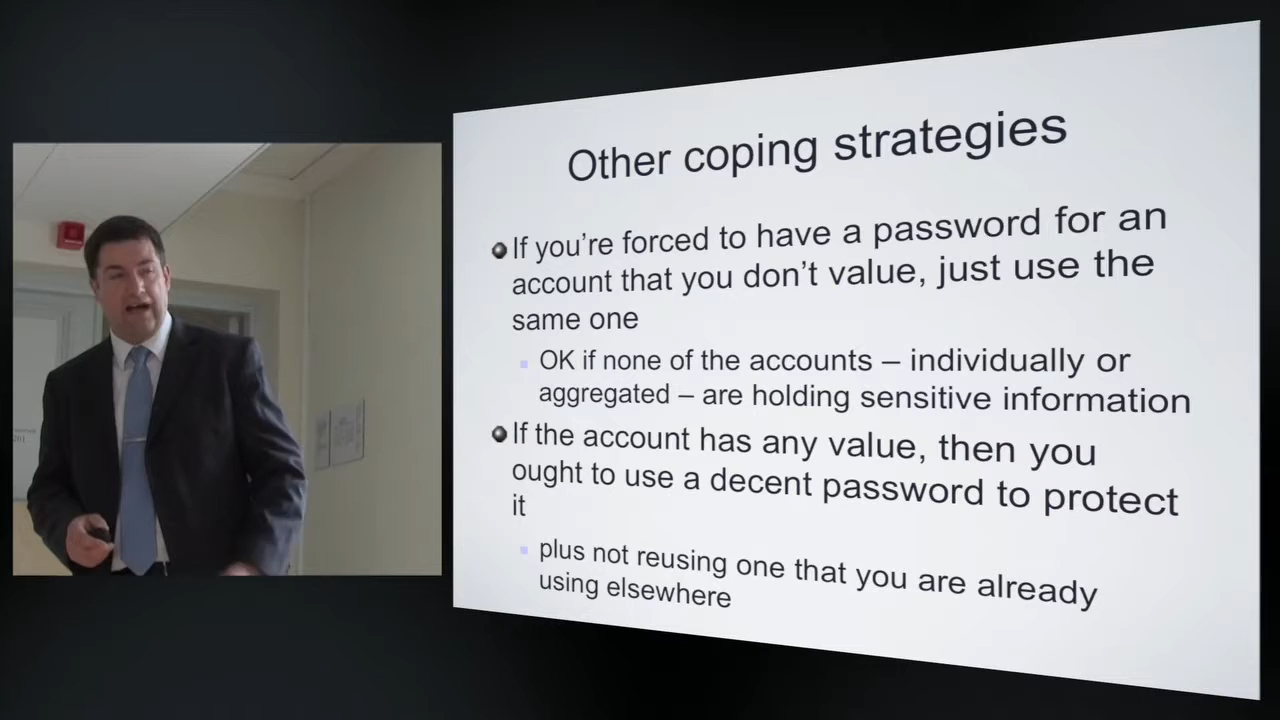 Other coping strategies
If you're forced to have a password for an
account that you don't value, just use the
same one
OK if none of the accounts – individually or
aggregated – are holding sensitive information
If the account has any value, then you
ought to use a decent password to protect
it
plus not reusing one that you are already
using elsewhere